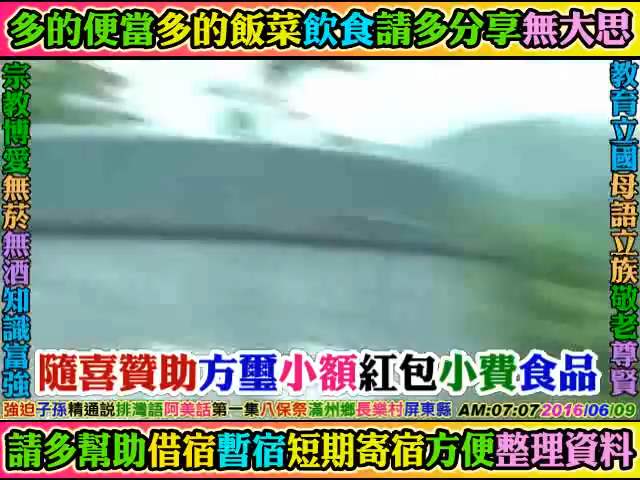 多的便當多的飯菜飲食請多分享無大思
宗教博愛無菸無酒知識富強
教育立國母語立族敬老尊賢
隨喜贊助方璽小額紅包小費食品
強迫子孫精通説排灣語阿美話第一集八保祭滿州鄉長樂村屏東縣 AM:07:07 2016/06/09
請多幫助借宿暫宿短期寄宿方便整理資料